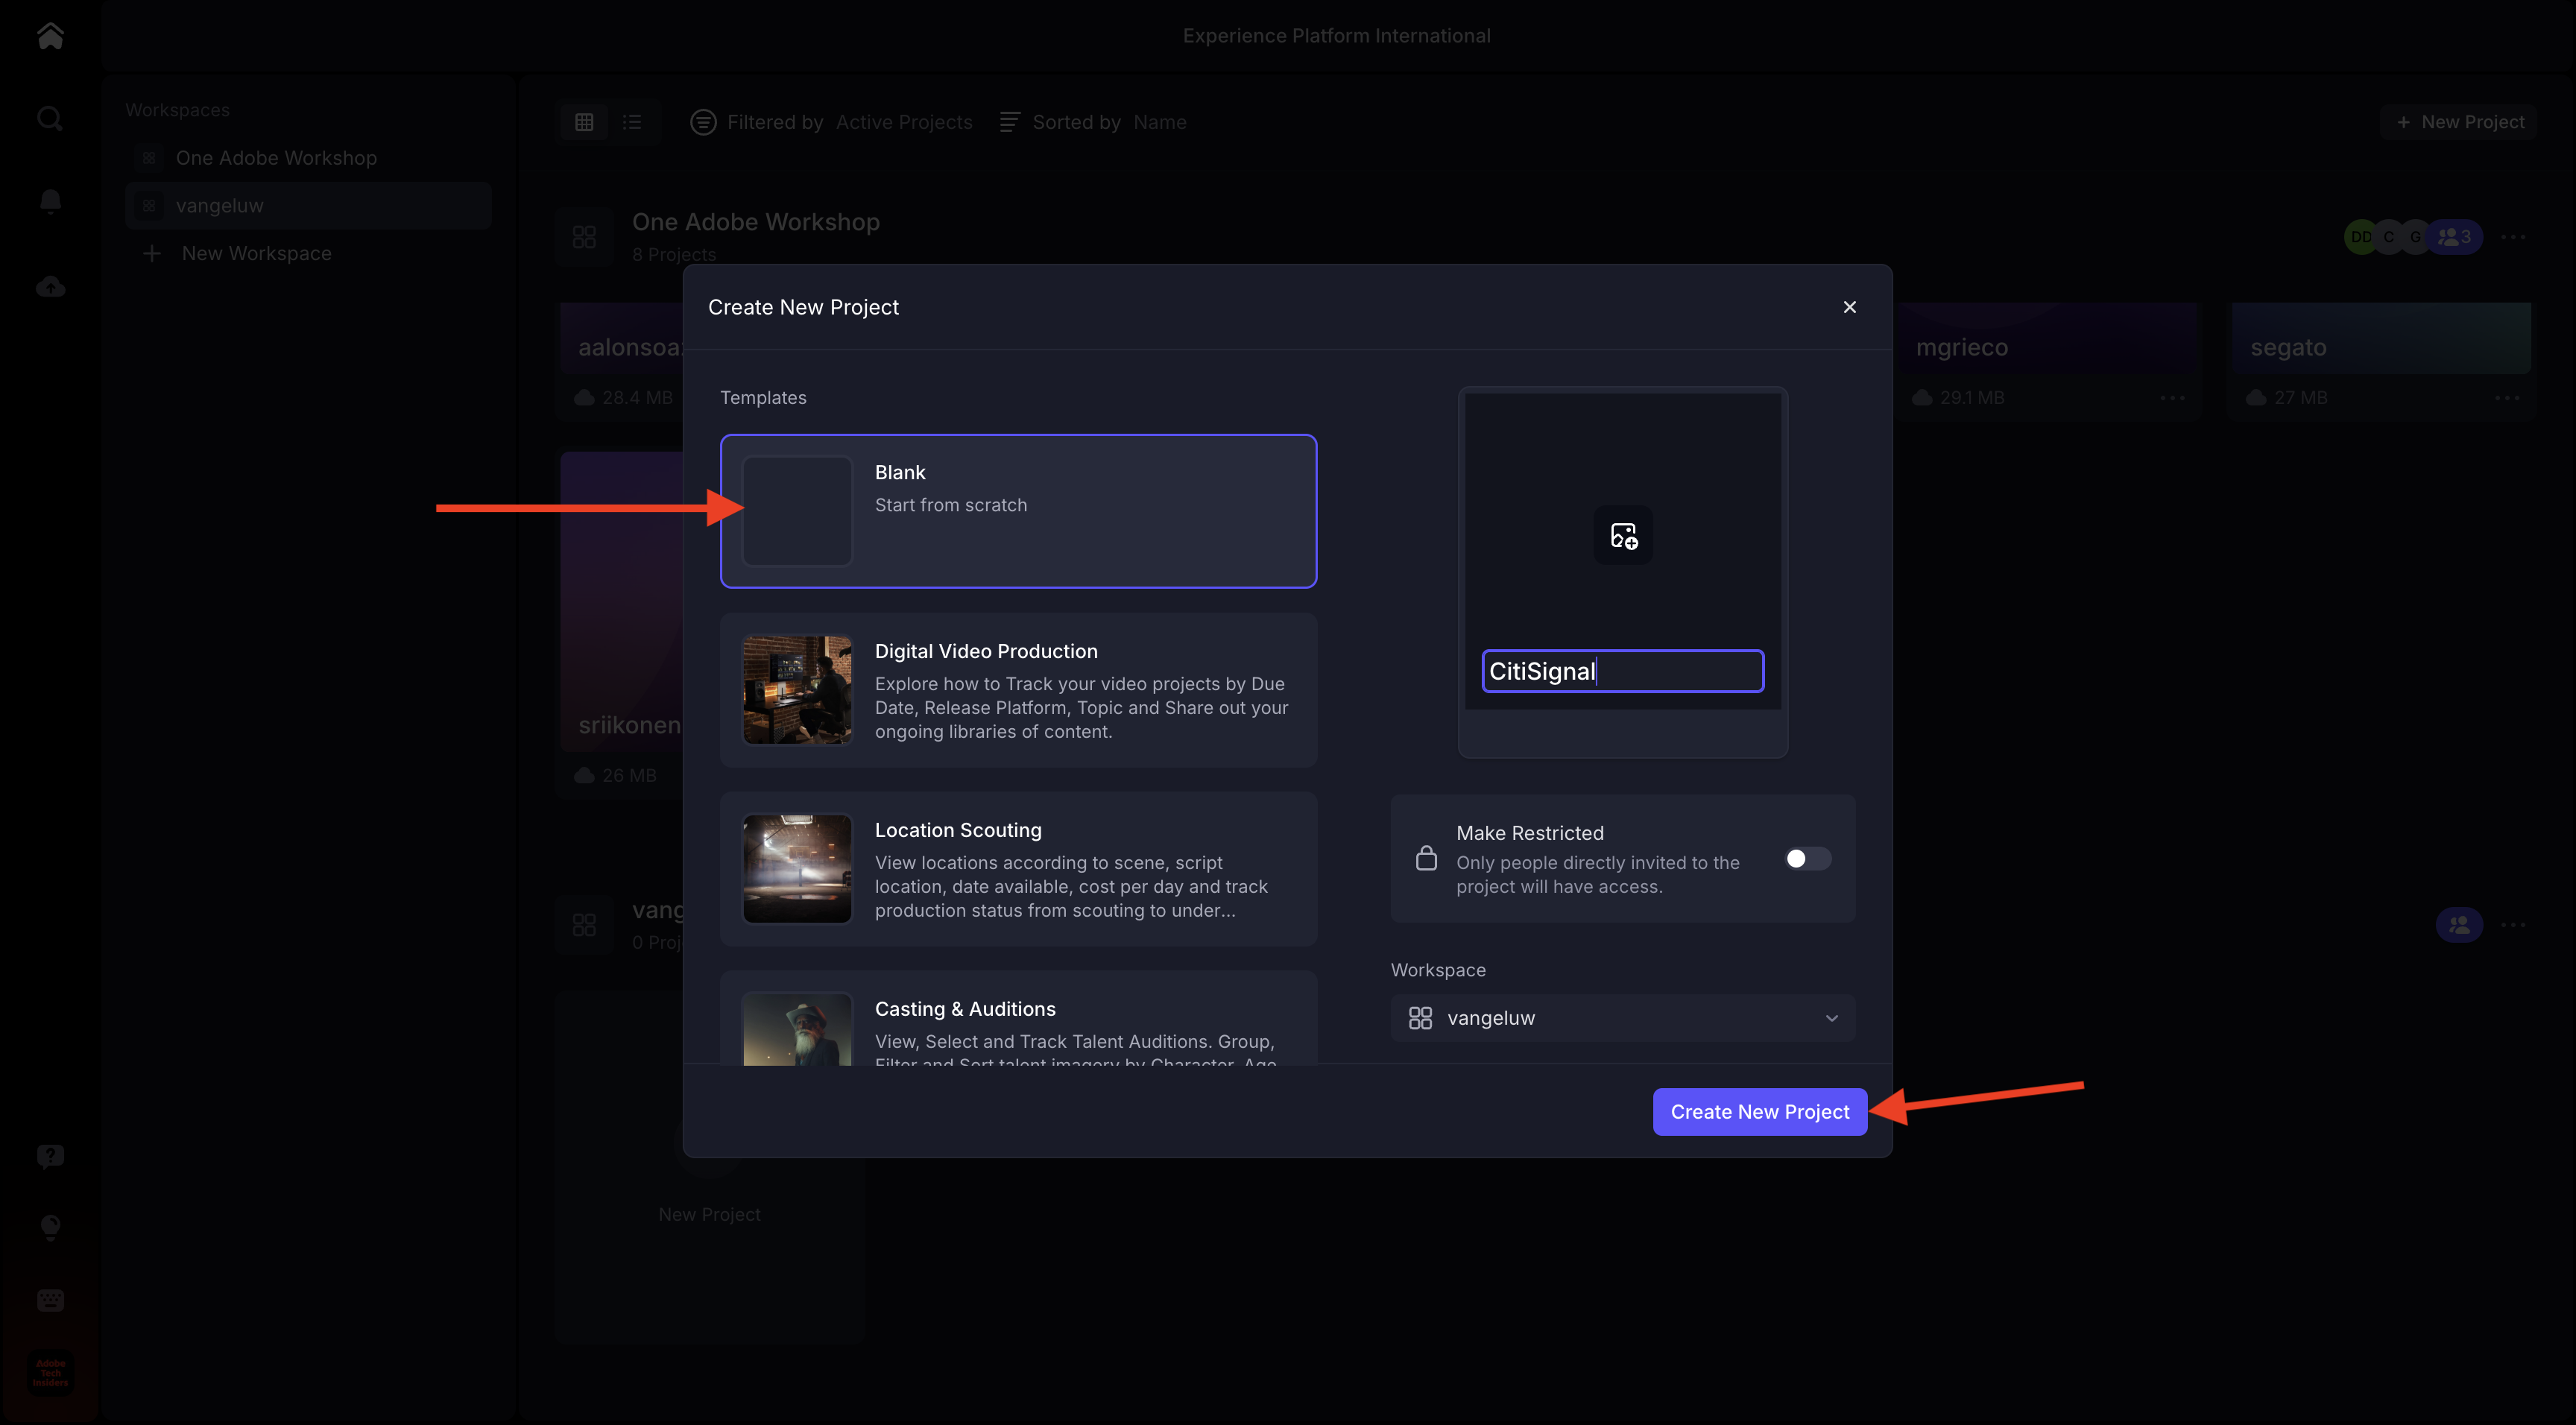 Experience Platform International
Workspaces
One Adobe Workshop
vangeluw
New Workspace
Filtered by Active Projects
Sorted by Name
+ New Project
One Adobe Workshop
8 Projects
DD C G 3
Create New Project
Templates
Blank
Start from scratch
Digital Video Production
Explore how to Track your video projects by Due
Date, Release Platform, Topic and Share out your
ongoing libraries of content.
Location Scouting
View locations according to scene, script
location, date available, cost per day and track
production status from scouting to under...
Casting & Auditions
View, Select and Track Talent Auditions. Group,
Filter and Sort talent imagery by Character, Age
CitiSignal
Make Restricted
Only people directly invited to the
project will have access.
Workspace
vangeluw
Create New Project
aalonsoa
28.4 MB
mgrieco
29.1 MB
segato
27 MB
sriikonen
26 MB
vang
0 Proj
New Project
Adobe
Tech
Insiders